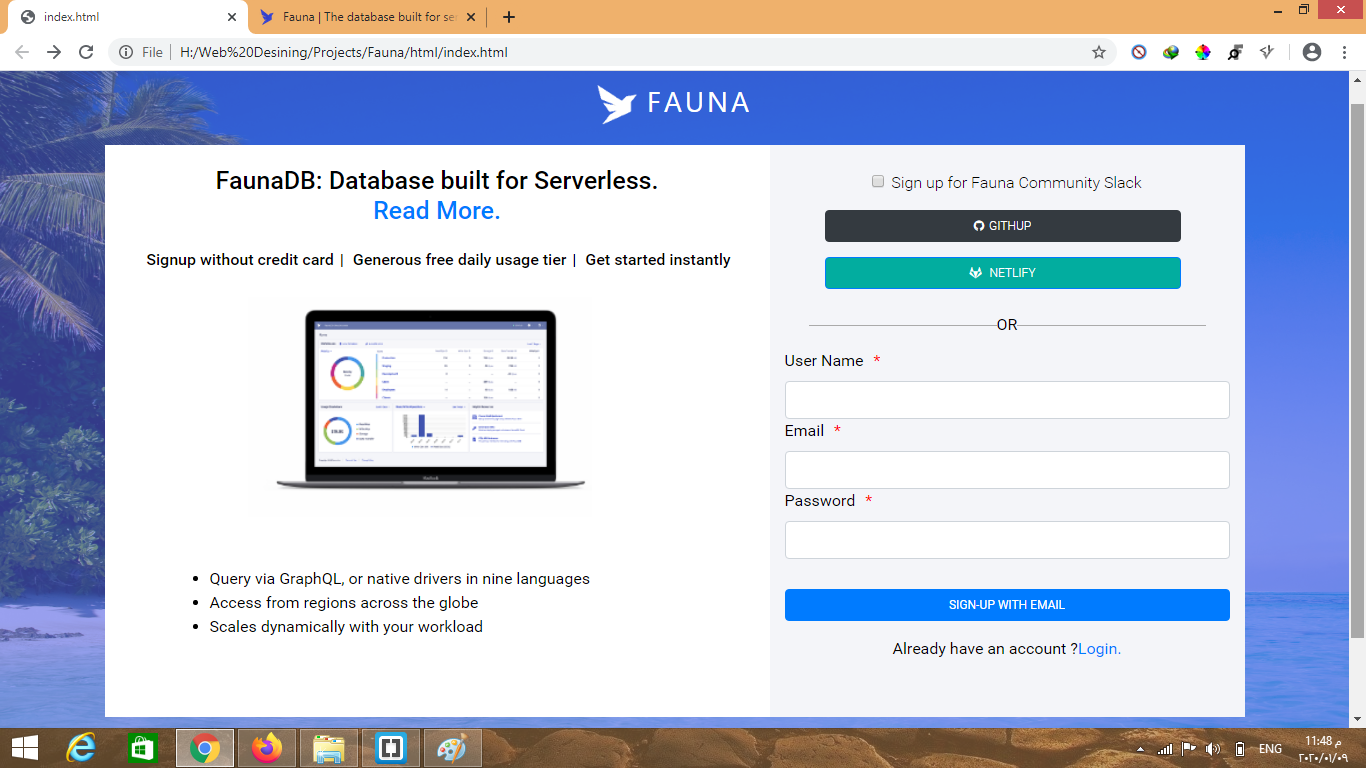 index.html
Fauna | The database built for ser
File
H:/Web%20Desining/Projects/Fauna/html/index.html
FAUNA
FaunaDB: Database built for Serverless.
Read More.
Signup without credit card | Generous free daily usage tier | Get started instantly
Query via GraphQL, or native drivers in nine languages
Access from regions across the globe
Scales dynamically with your workload
Sign up for Fauna Community Slack
GITHUP
NETLIFY
OR
User Name *
Email *
Password *
SIGN-UP WITH EMAIL
Already have an account ?Login.
ENG
11:48 م
٢٠٢٠/٠١/٠٩